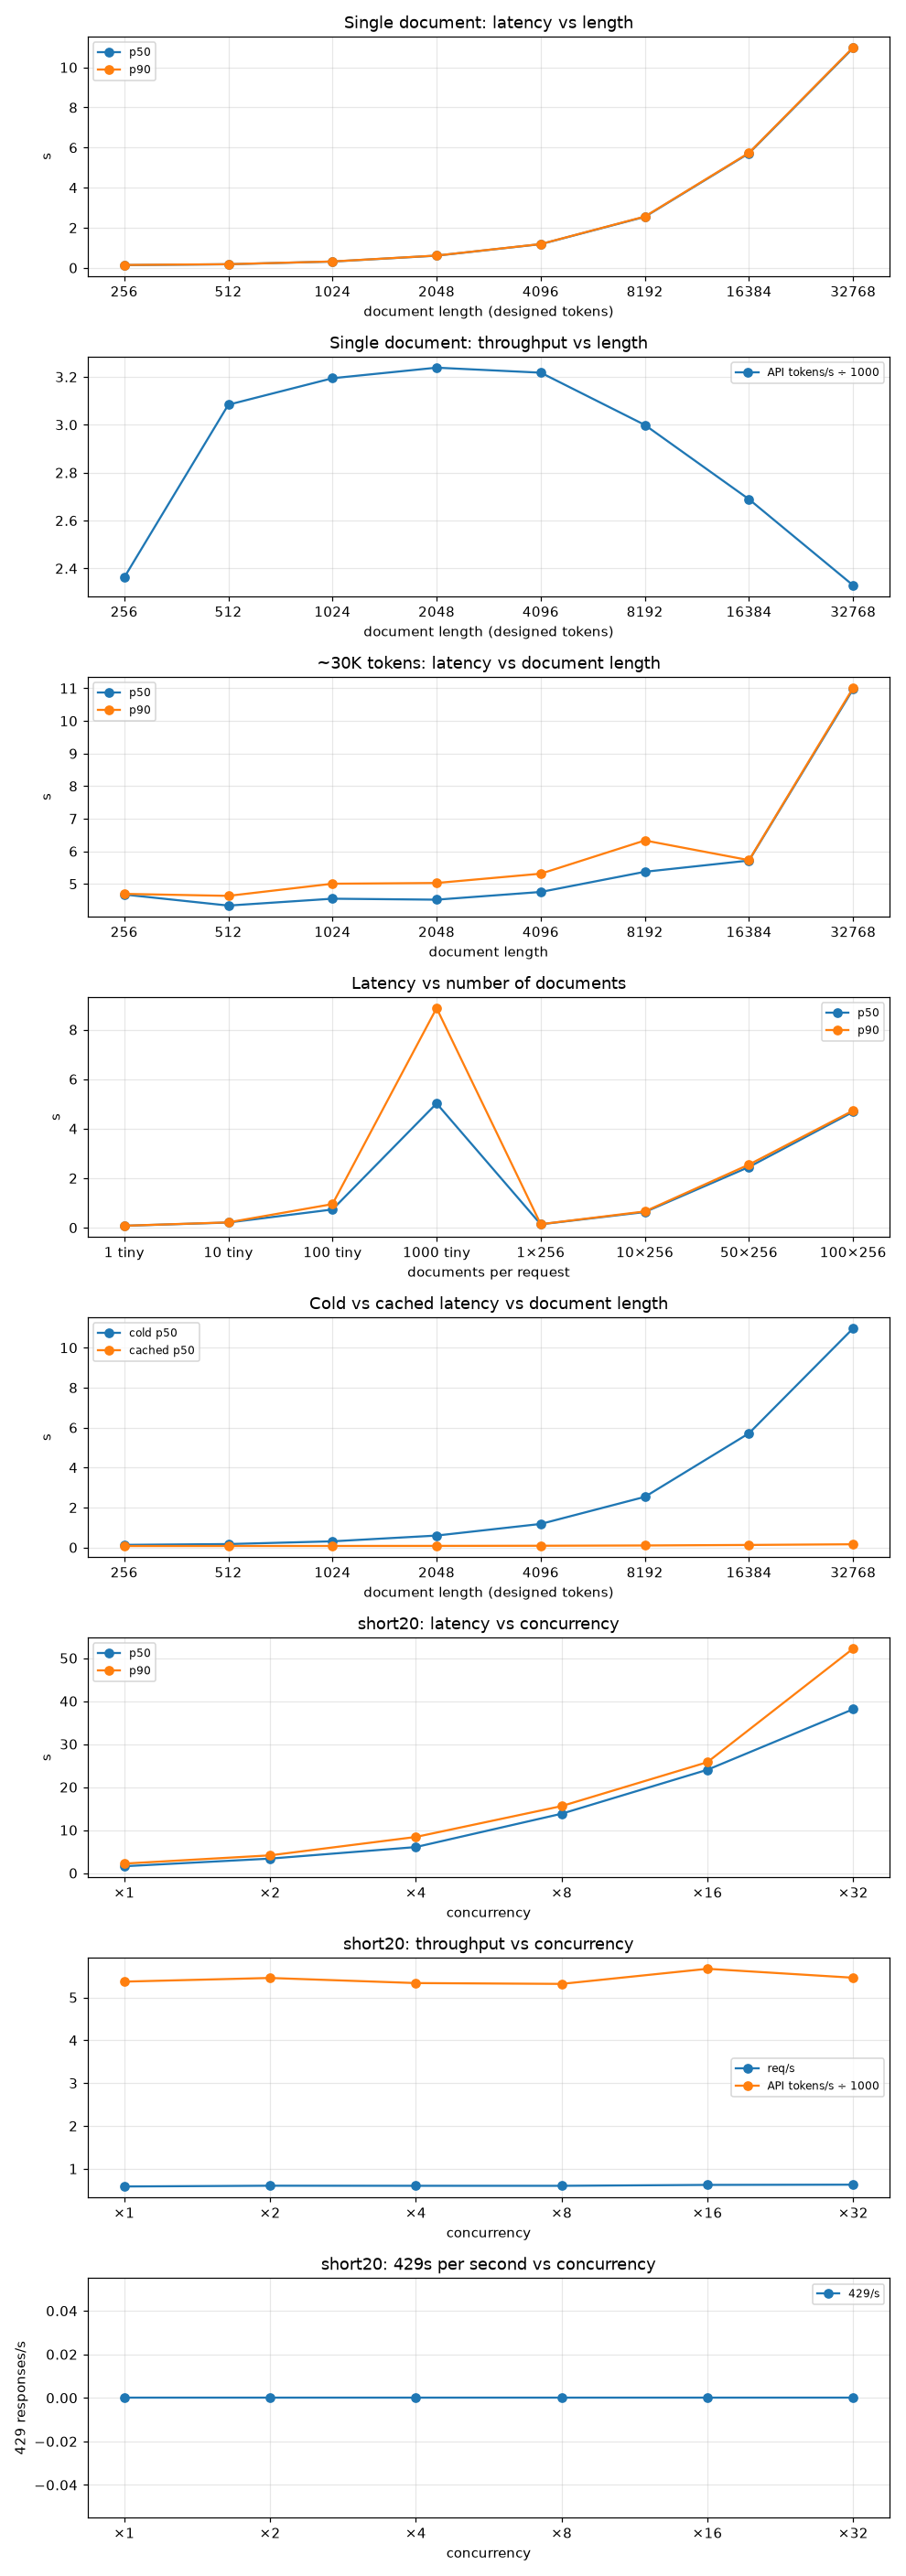 Single document: latency vs length
p50
p90
10
8
6
4
2
0
s
256 512 1024 2048 4096 8192 16384 32768
document length (designed tokens)
Single document: throughput vs length
API tokens/s ÷ 1000
3.2
3.0
2.8
2.6
2.4
256 512 1024 2048 4096 8192 16384 32768
document length (designed tokens)
~30K tokens: latency vs document length
p50
p90
11
10
9
8
7
6
5
s
256 512 1024 2048 4096 8192 16384 32768
document length
Latency vs number of documents
p50
p90
8
6
4
2
0
s
1 tiny 10 tiny 100 tiny 1000 tiny 1×256 10×256 50×256 100×256
documents per request
Cold vs cached latency vs document length
cold p50
cached p50
10
8
6
4
2
0
s
256 512 1024 2048 4096 8192 16384 32768
document length (designed tokens)
short20: latency vs concurrency
p50
p90
50
40
30
20
10
0
s
×1 ×2 ×4 ×8 ×16 ×32
concurrency
short20: throughput vs concurrency
5
4
3
2
1
req/s
API tokens/s ÷ 1000
×1 ×2 ×4 ×8 ×16 ×32
concurrency
short20: 429s per second vs concurrency
429/s
0.04
0.02
0.00
−0.02
−0.04
429 responses/s
×1 ×2 ×4 ×8 ×16 ×32
concurrency